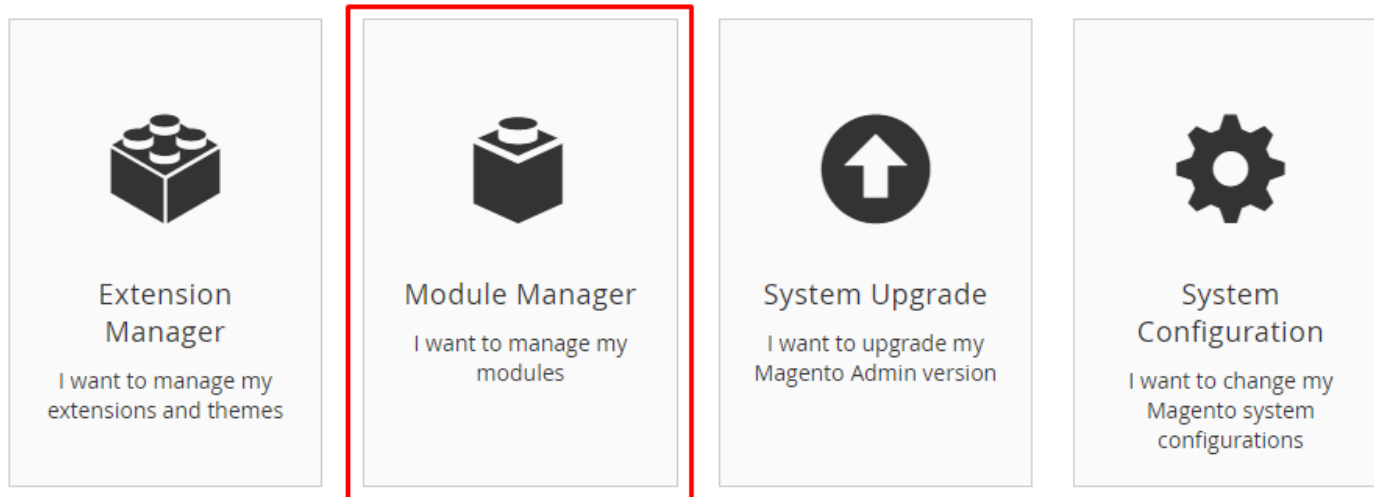 Extension
Manager
I want to manage my
extensions and themes
Module Manager
I want to manage my
modules
System Upgrade
I want to upgrade my
Magento Admin version
System
Configuration
I want to change my
Magento system
configurations